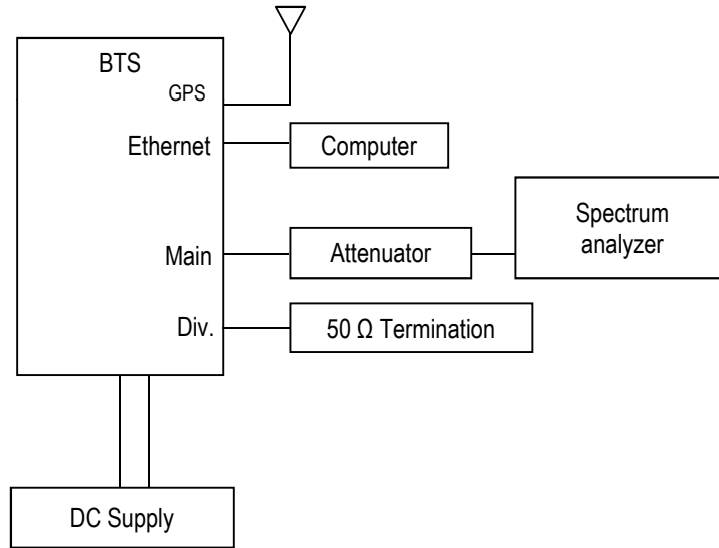 BTS
GPS
Ethernet
Computer
Main
Attenuator
Spectrum
analyzer
Div.
50 Ω Termination
DC Supply